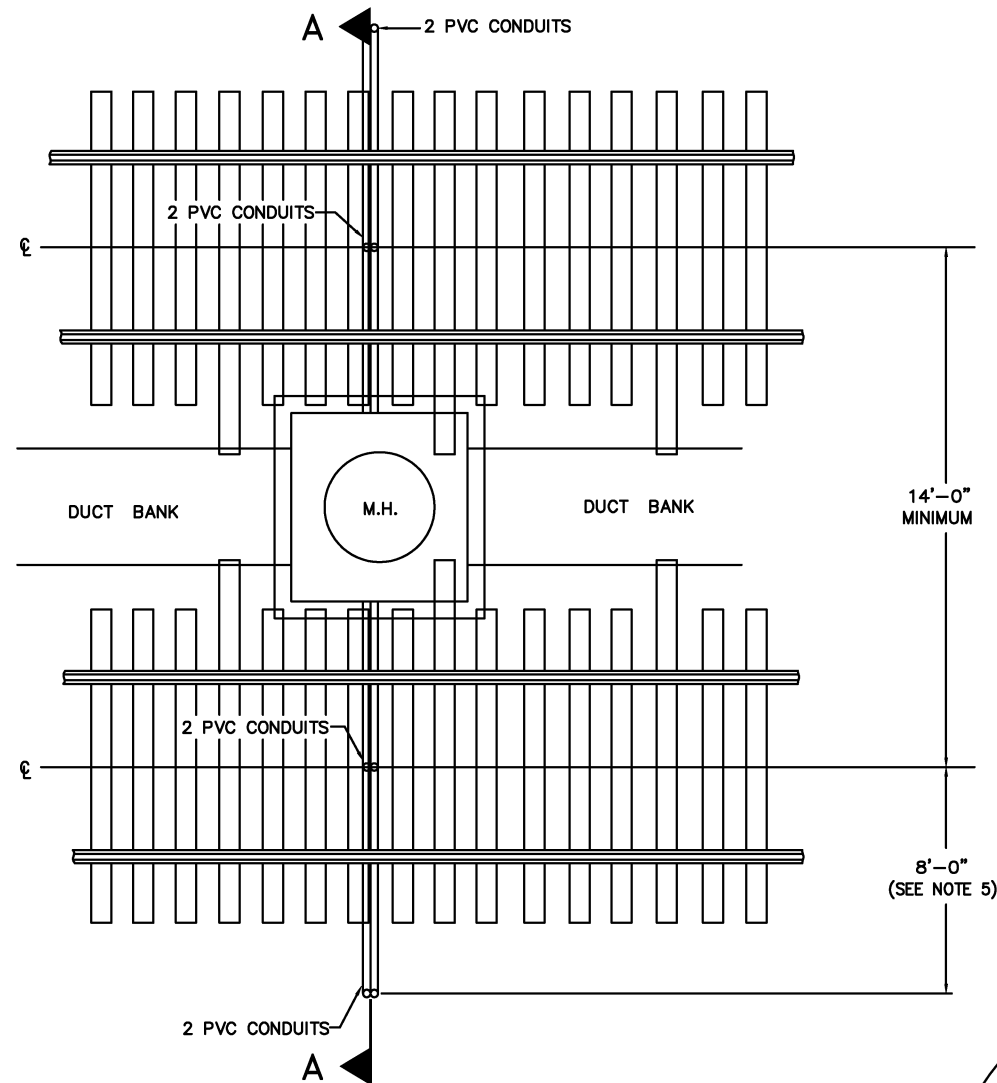 A
2 PVC CONDUITS
2 PVC CONDUITS
℄
14'-0"
MINIMUM
DUCT BANK
M.H.
DUCT BANK
2 PVC CONDUITS
℄
8'-0"
(SEE NOTE 5)
2 PVC CONDUITS
A